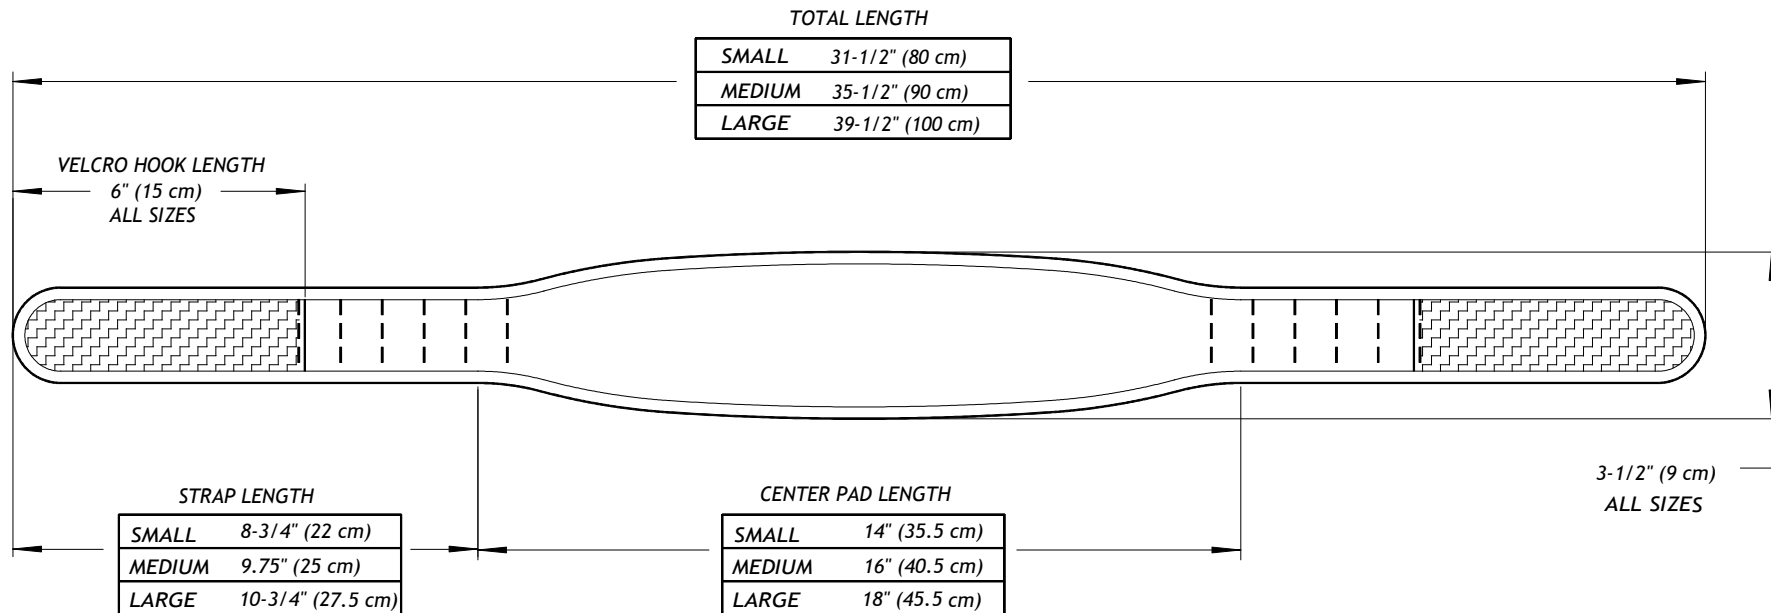 TOTAL LENGTH
SMALL 31-1/2" (80 cm)
MEDIUM 35-1/2" (90 cm)
LARGE 39-1/2" (100 cm)
VELCRO HOOK LENGTH
6" (15 cm)
ALL SIZES
3-1/2" (9 cm)
ALL SIZES
STRAP LENGTH
SMALL 8-3/4" (22 cm)
MEDIUM 9.75" (25 cm)
LARGE 10-3/4" (27.5 cm)
CENTER PAD LENGTH
SMALL 14" (35.5 cm)
MEDIUM 16" (40.5 cm)
LARGE 18" (45.5 cm)